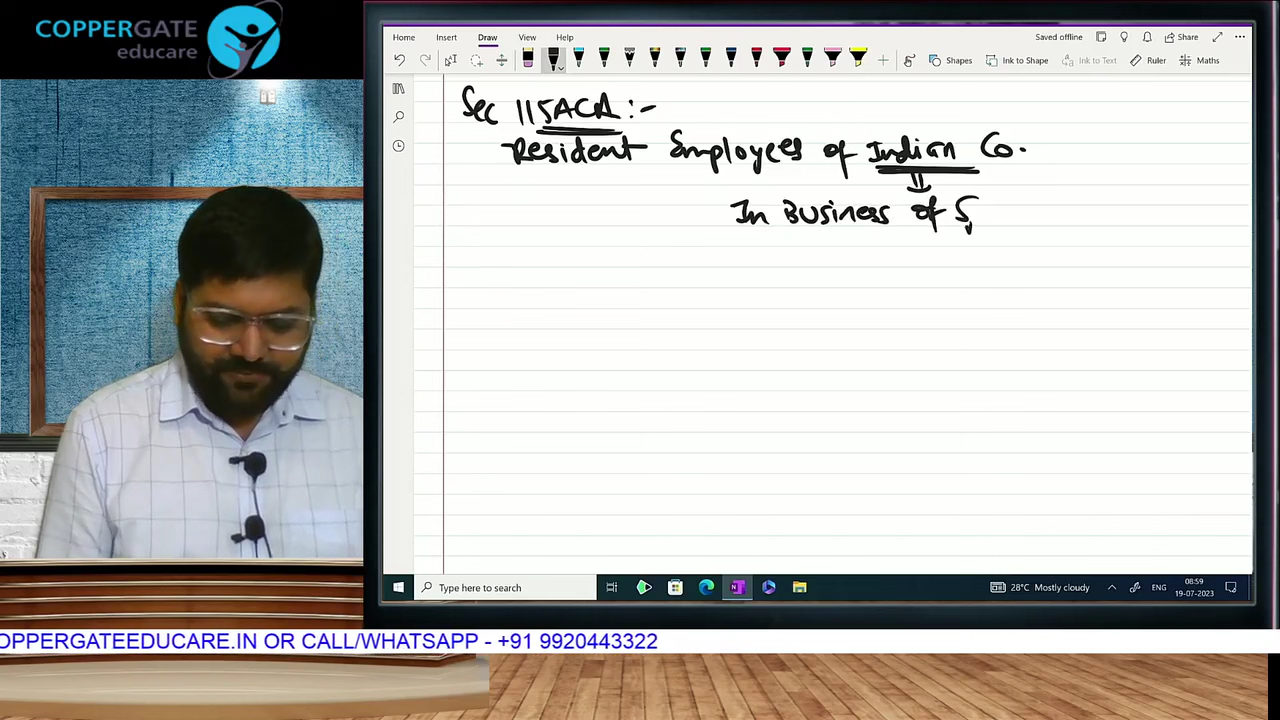 COPPERGATE
educare
Home Insert Draw View Help
Saved offline
Share
Shapes
Ink to Shape
Ink to Text
Ruler
Maths
Sec 115ACA :-
Resident Employees of Indian Co.
In Business of S
Type here to search
28°C Mostly cloudy
ENG
08:59
19-07-2023
OPPERGATEEDUCARE.IN OR CALL/WHATSAPP - +91 9920443322